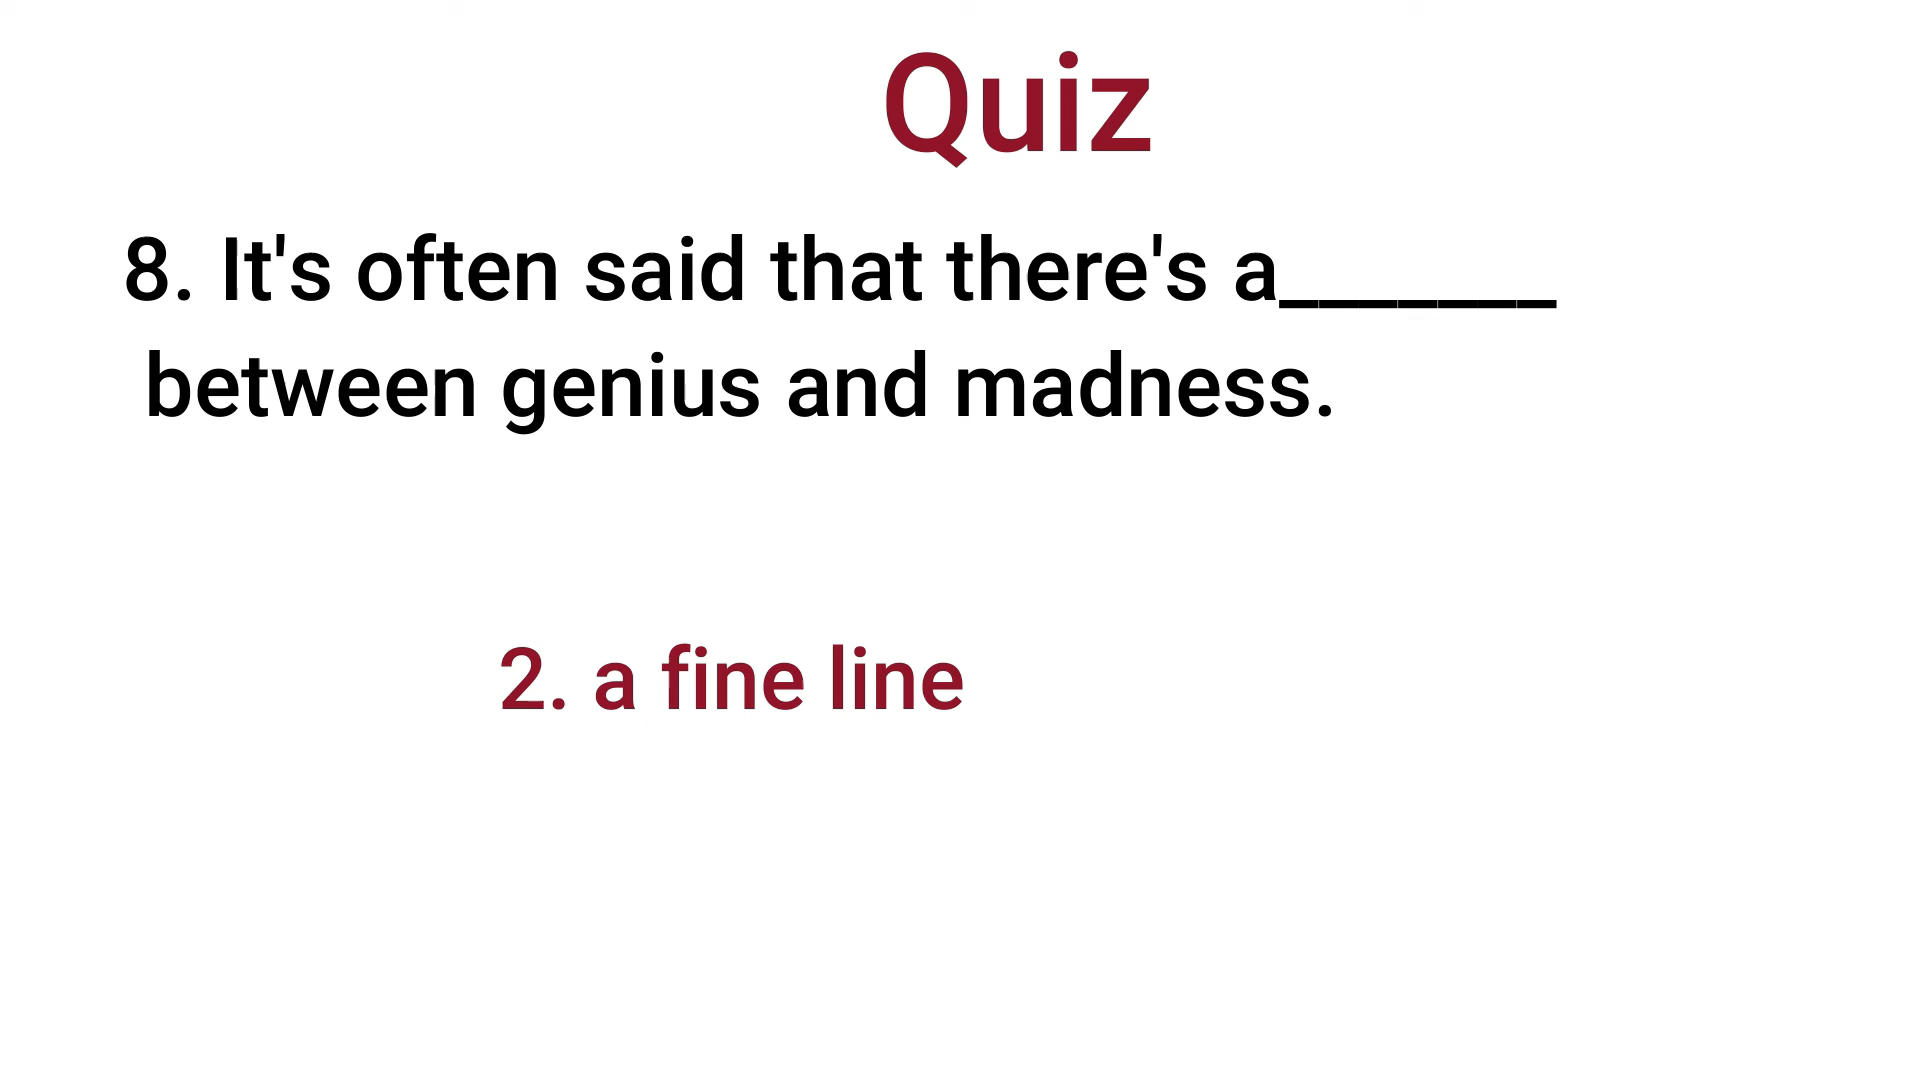 Quiz
8. It's often said that there's a_______
between genius and madness.
2. a fine line